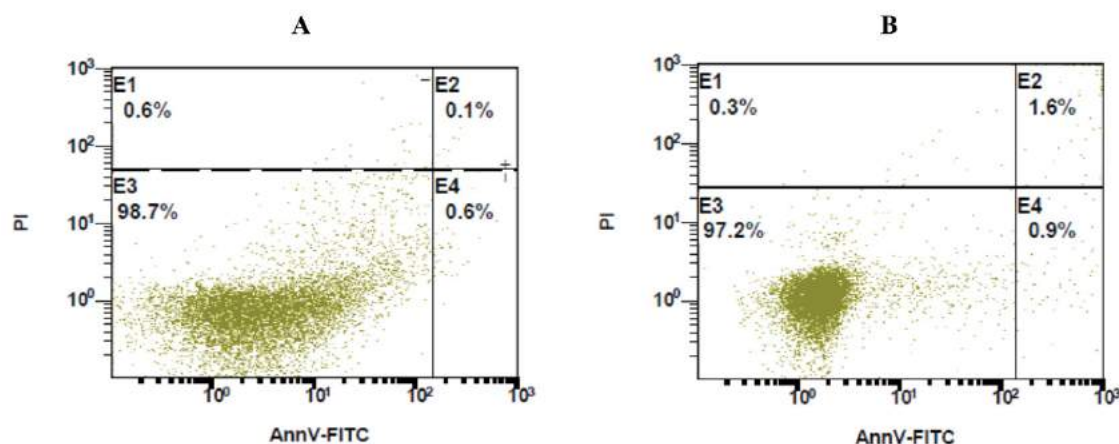 A
10³
10²
10¹
10⁰
PI
E1
0.6%
E2
0.1%
E3
98.7%
E4
0.6%
10⁰
10¹
10²
10³
AnnV-FITC
B
10³
10²
10¹
10⁰
PI
E1
0.3%
E2
1.6%
E3
97.2%
E4
0.9%
10⁰
10¹
10²
10³
AnnV-FITC